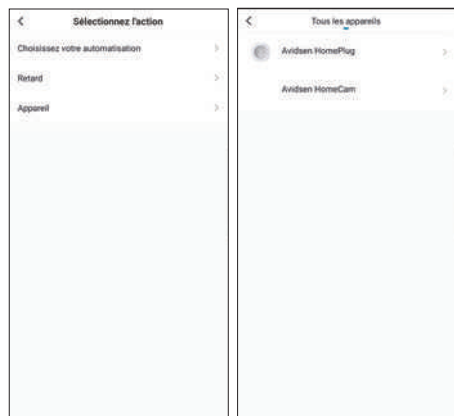 Sélectionnez l'action
Choisissez votre automatisation
Retard
Appareil
Tous les appareils
Avidsen HomePlug
Avidsen HomeCam